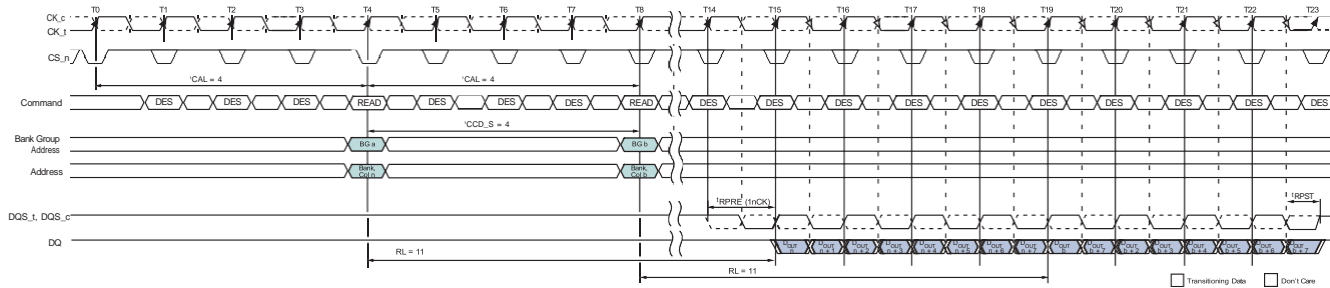 T0 T1 T2 T3 T4 T5 T6 T7 T8 T14 T15 T16 T17 T18 T19 T20 T21 T22 T23
CK_c
CK_t
CS_n
tCAL = 4 tCAL = 4
Command DES DES DES READ DES DES DES READ DES DES DES DES DES DES DES DES DES DES
tCCD_S = 4
Bank Group
Address
BG a BG b
Address
Bank, Col n
Bank, Col b
tRPRE (1nCK) tRPST
DQS_t, DQS_c
DQ
DOUT n DOUT n + 1 DOUT n + 2 DOUT n + 3 DOUT n + 4 DOUT n + 5 DOUT n + 6 DOUT n + 7 DOUT b DOUT b + 7 DOUT b + 2 DOUT b + 3 DOUT b + 4 DOUT b + 5 DOUT b + 6 DOUT b + 7
RL = 11
RL = 11
Transitioning Data Don't Care